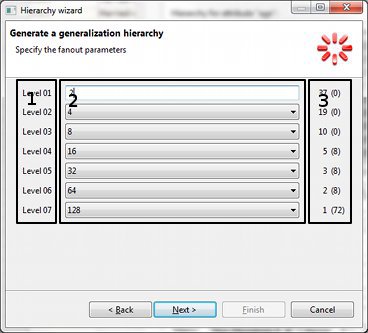 Hierarchy wizard
Generate a generalization hierarchy
Specify the fanout parameters
1 2 3
Level 01 2 37 (0)
Level 02 4 19 (0)
Level 03 8 10 (0)
Level 04 16 5 (8)
Level 05 32 3 (8)
Level 06 64 2 (8)
Level 07 128 1 (72)
< Back Next > Finish Cancel